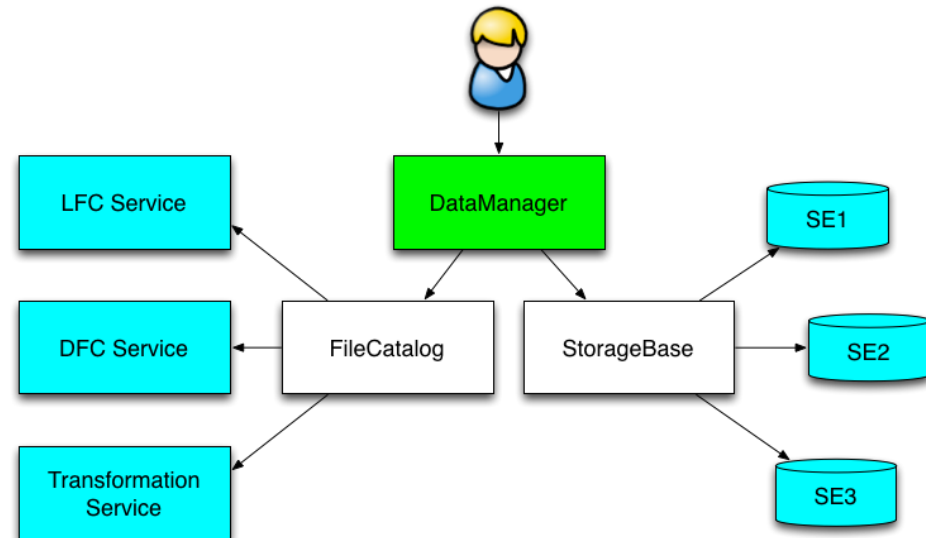 LFC Service
DataManager
SE1
DFC Service
FileCatalog
StorageBase
SE2
Transformation
Service
SE3